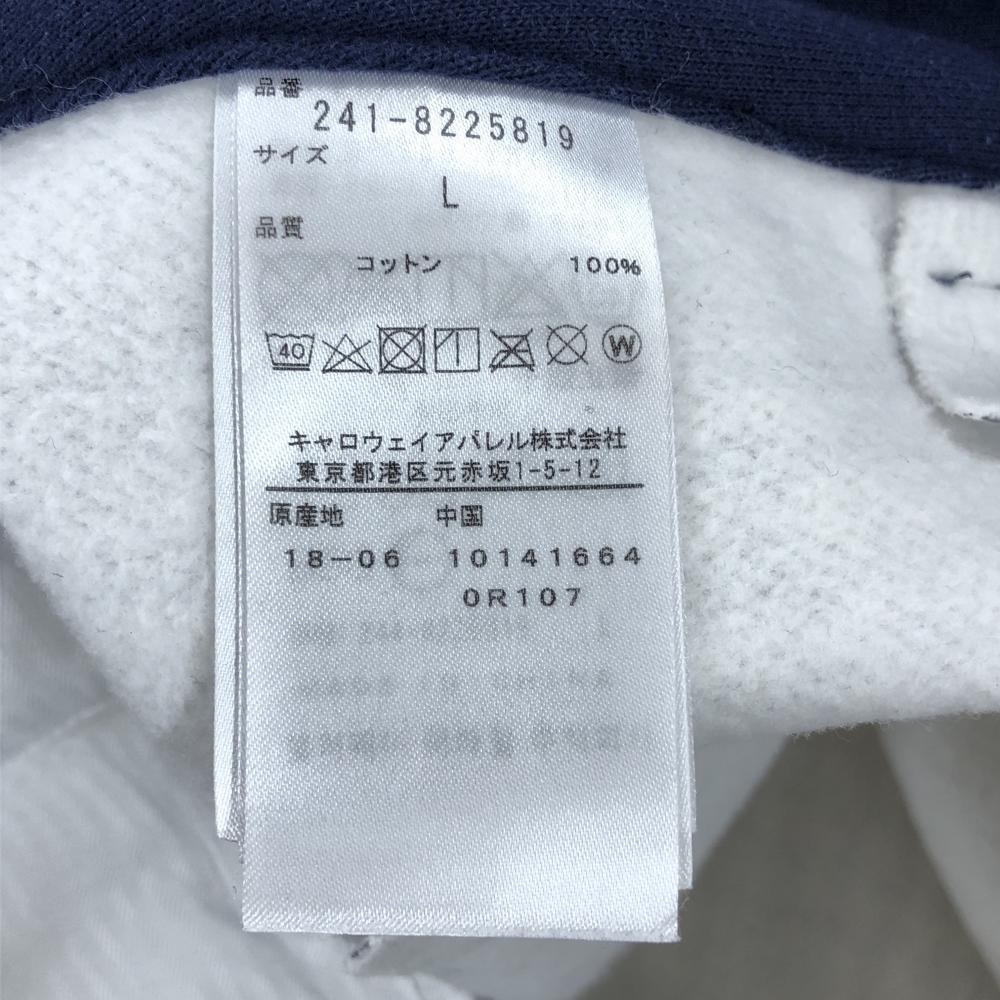 品番
241-8225819
サイズ
L
品質
コットン 100%
40 W
キャロウェイアパレル株式会社
東京都港区元赤坂1-5-12
原産地 中国
18-06 10141664
0R107